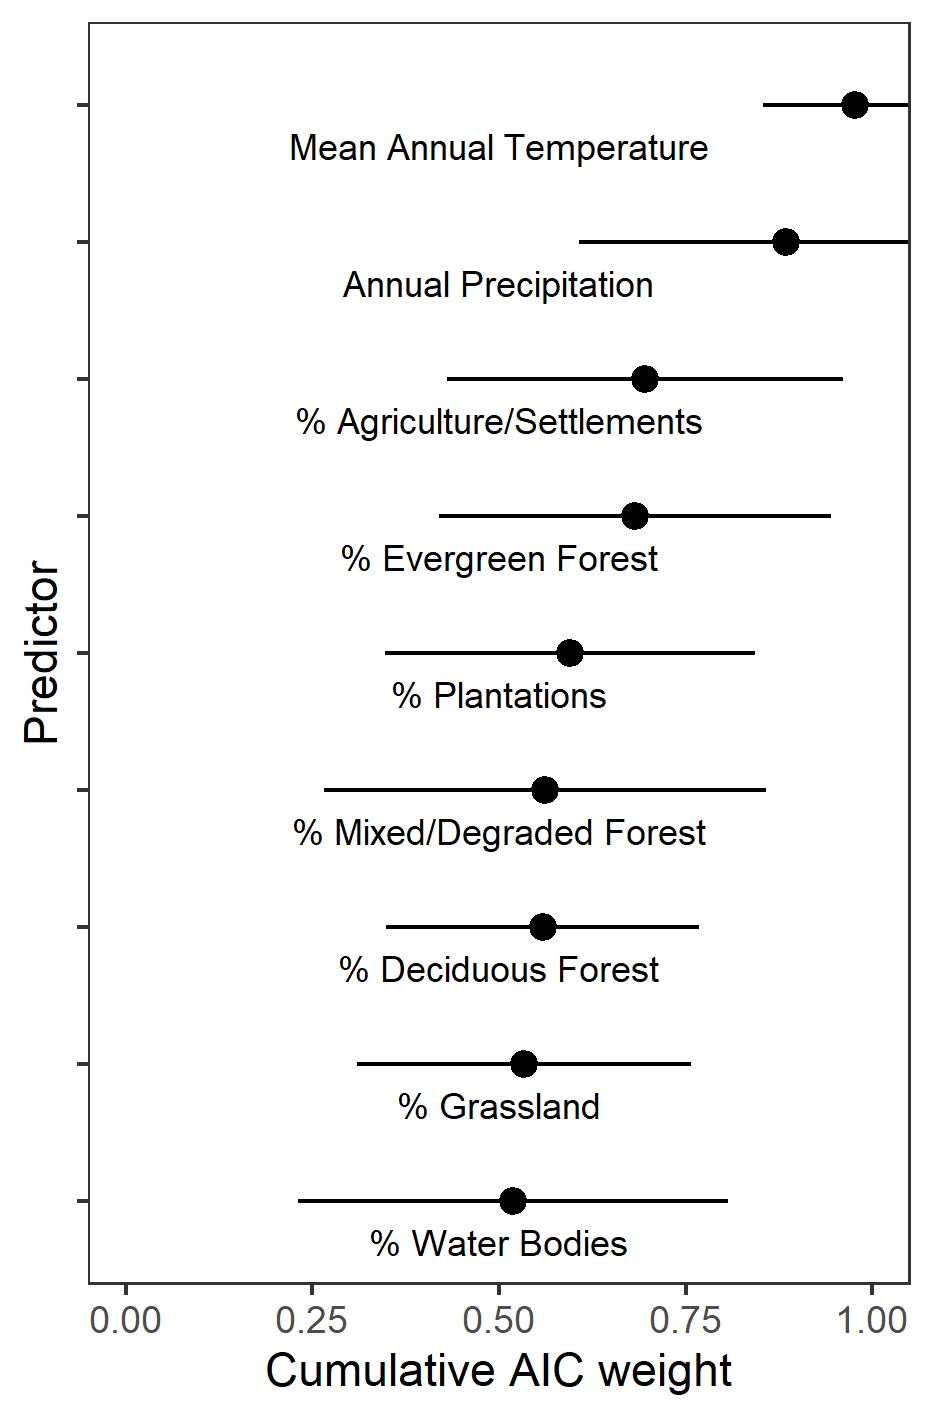 Mean Annual Temperature
Annual Precipitation
% Agriculture/Settlements
% Evergreen Forest
% Plantations
% Mixed/Degraded Forest
% Deciduous Forest
% Grassland
% Water Bodies
Predictor
0.00 0.25 0.50 0.75 1.00
Cumulative AIC weight